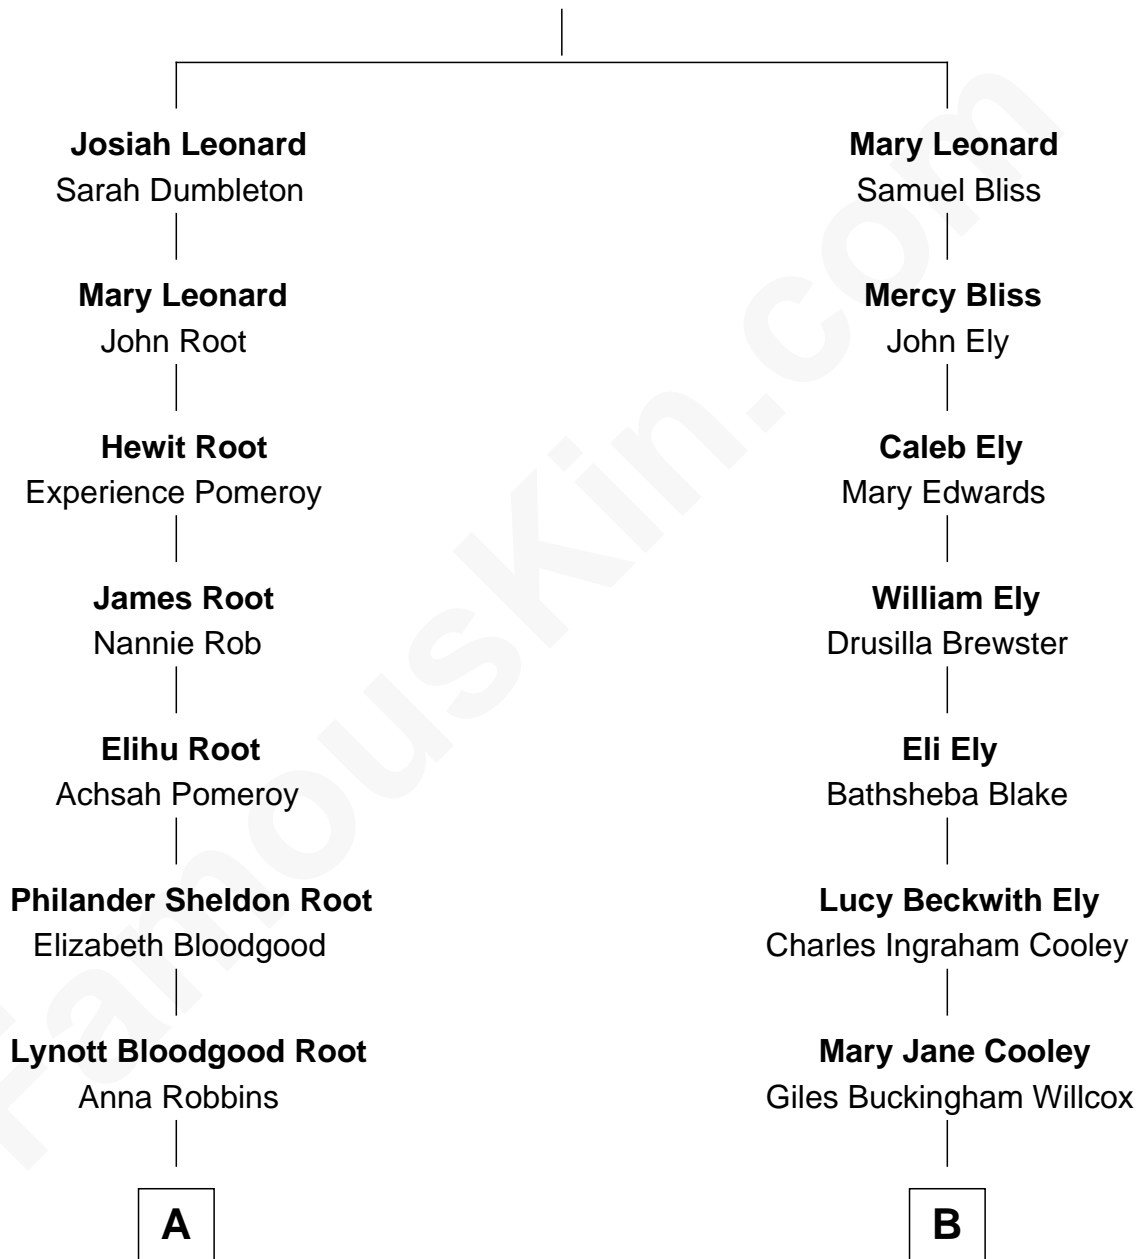 Josiah Leonard
Sarah Dumbleton
Mary Leonard
John Root
Hewit Root
Experience Pomeroy
James Root
Nannie Rob
Elihu Root
Achsah Pomeroy
Philander Sheldon Root
Elizabeth Bloodgood
Lynott Bloodgood Root
Anna Robbins
A
Mary Leonard
Samuel Bliss
Mercy Bliss
John Ely
Caleb Ely
Mary Edwards
William Ely
Drusilla Brewster
Eli Ely
Bathsheba Blake
Lucy Beckwith Ely
Charles Ingraham Cooley
Mary Jane Cooley
Giles Buckingham Willcox
B
FamousKin.com